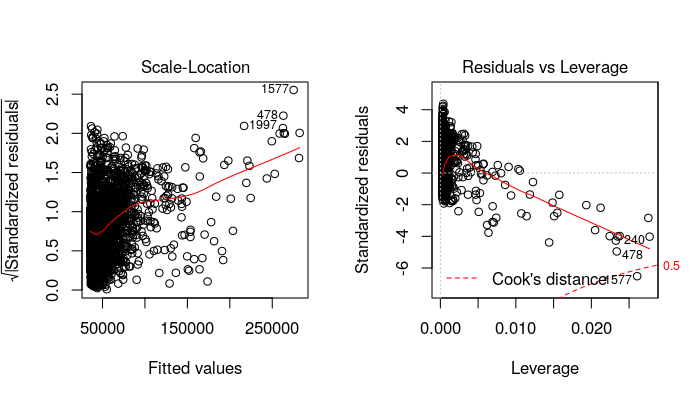 Scale-Location
√|Standardized residuals|
2.5
2.0
1.5
1.0
0.5
0.0
1577
478
1997
50000 150000 250000
Fitted values
Residuals vs Leverage
Standardized residuals
4
2
0
-2
-4
-6
240
478
1577
0.5
Cook's distance
0.000 0.010 0.020
Leverage